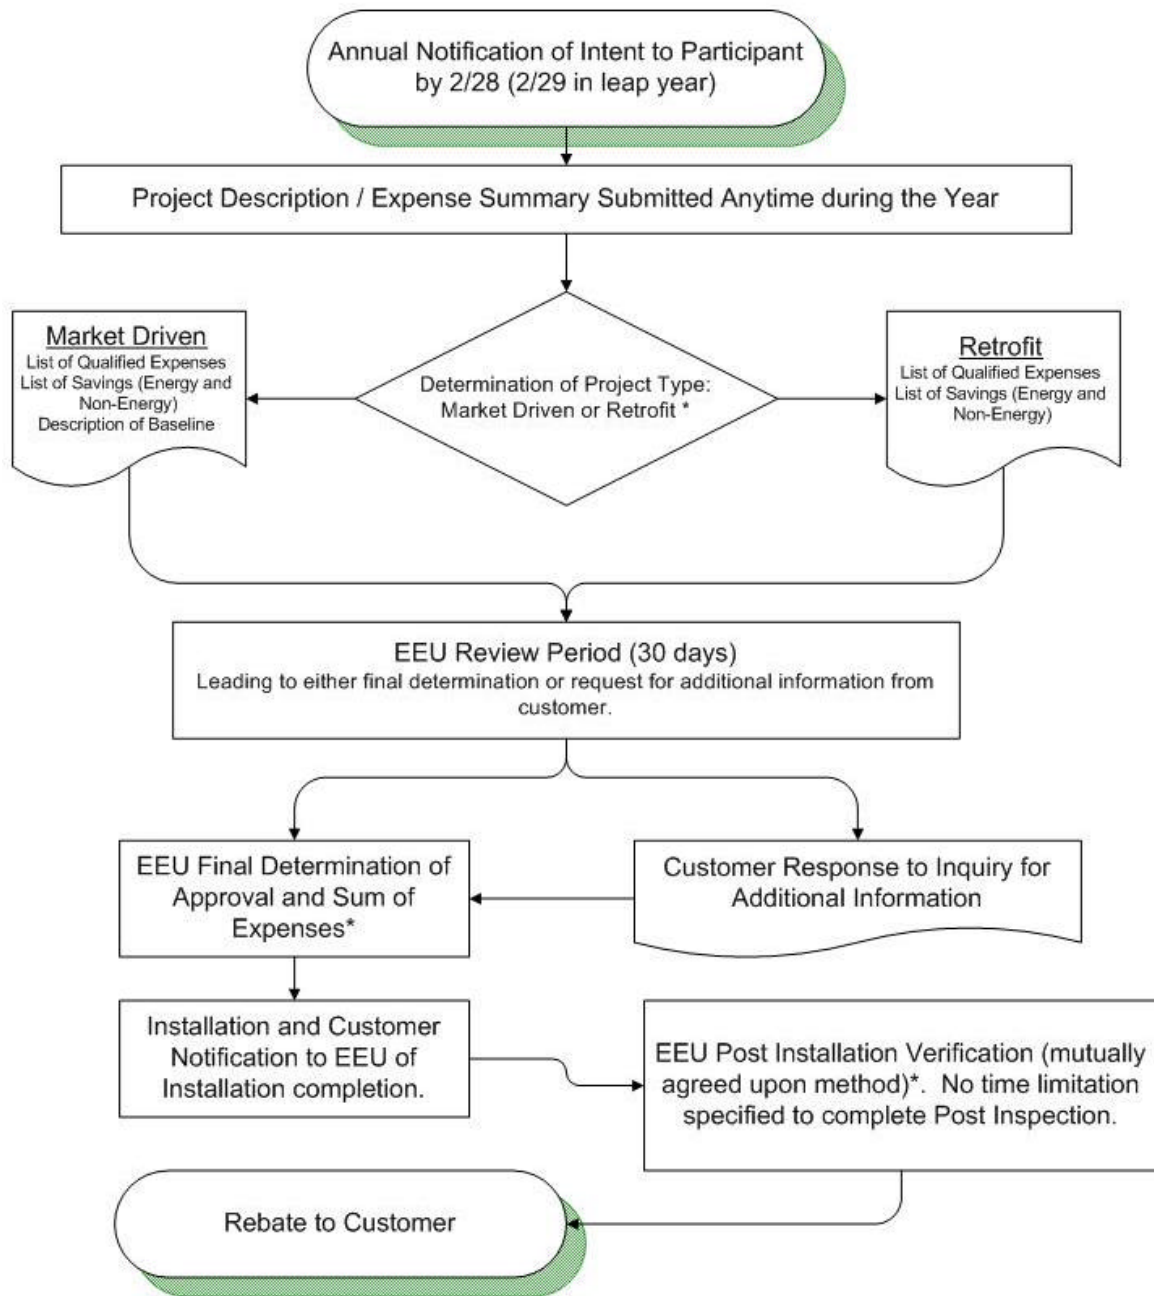 Annual Notification of Intent to Participant
by 2/28 (2/29 in leap year)
Project Description / Expense Summary Submitted Anytime during the Year
Market Driven
List of Qualified Expenses
List of Savings (Energy and
Non-Energy)
Description of Baseline
Determination of Project Type:
Market Driven or Retrofit *
Retrofit
List of Qualified Expenses
List of Savings (Energy and
Non-Energy)
EEU Review Period (30 days)
Leading to either final determination or request for additional information from
customer.
EEU Final Determination of
Approval and Sum of
Expenses*
Customer Response to Inquiry for
Additional Information
Installation and Customer
Notification to EEU of
Installation completion.
EEU Post Installation Verification (mutually
agreed upon method)*.  No time limitation
specified to complete Post Inspection.
Rebate to Customer